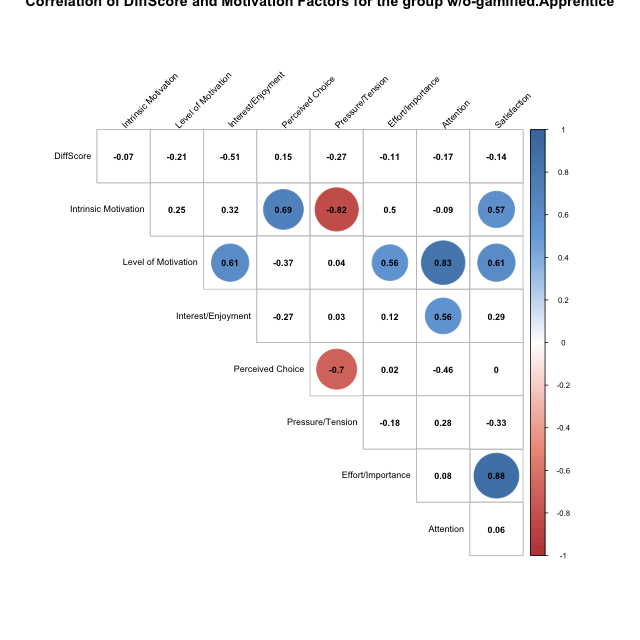 Correlation of DiffScore and Motivation Factors for the group w/o-gamified.Apprentice
Intrinsic Motivation
Level of Motivation
Interest/Enjoyment
Perceived Choice
Pressure/Tension
Effort/Importance
Attention
Satisfaction
DiffScore -0.07 -0.21 -0.51 0.15 -0.27 -0.11 -0.17 -0.14
Intrinsic Motivation 0.25 0.32 0.69 -0.82 0.5 -0.09 0.57
Level of Motivation 0.61 -0.37 0.04 0.56 0.83 0.61
Interest/Enjoyment -0.27 0.03 0.12 0.56 0.29
Perceived Choice -0.7 0.02 -0.46 0
Pressure/Tension -0.18 0.28 -0.33
Effort/Importance 0.08 0.88
Attention 0.06
1
0.8
0.6
0.4
0.2
0
-0.2
-0.4
-0.6
-0.8
-1